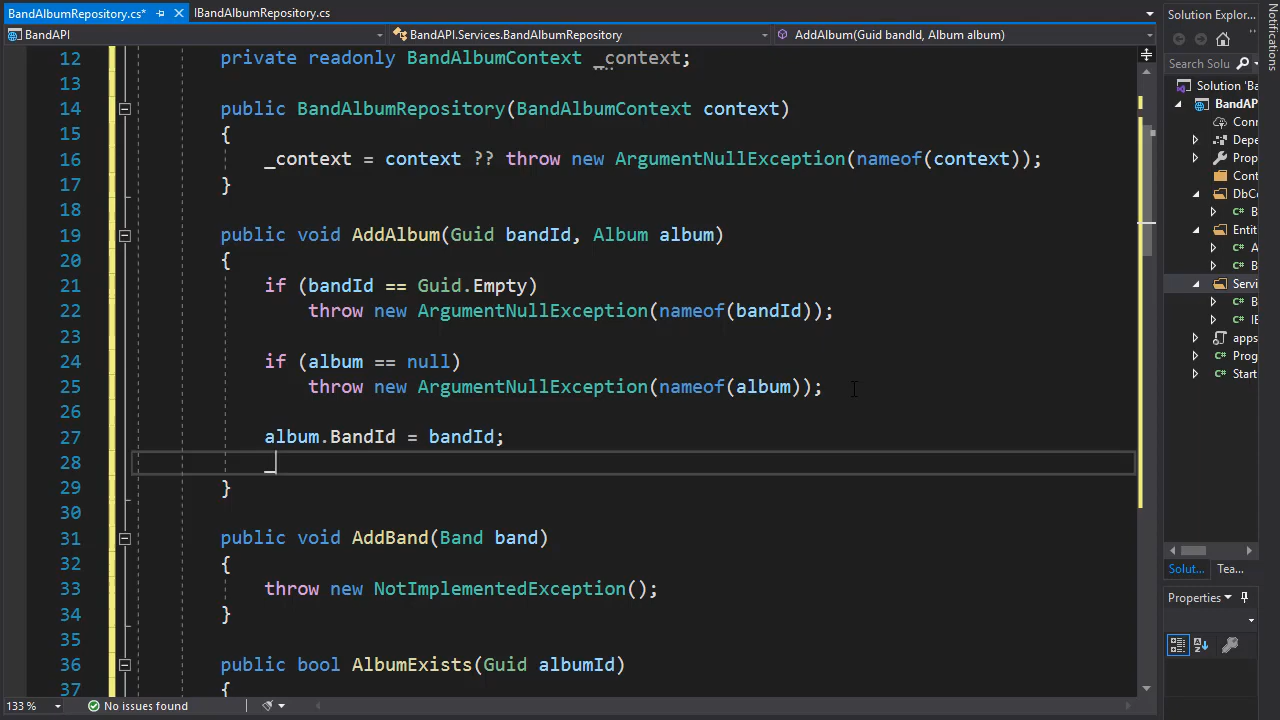 BandAlbumRepository.cs* IBandAlbumRepository.cs
BandAPI BandAPI.Services.BandAlbumRepository AddAlbum(Guid bandId, Album album)
12 private readonly BandAlbumContext _context;
13
14 public BandAlbumRepository(BandAlbumContext context)
15 {
16 _context = context ?? throw new ArgumentNullException(nameof(context));
17 }
18
19 public void AddAlbum(Guid bandId, Album album)
20 {
21 if (bandId == Guid.Empty)
22 throw new ArgumentNullException(nameof(bandId));
23
24 if (album == null)
25 throw new ArgumentNullException(nameof(album));
26
27 album.BandId = bandId;
28 _
29 }
30
31 public void AddBand(Band band)
32 {
33 throw new NotImplementedException();
34 }
35
36 public bool AlbumExists(Guid albumId)
37 {
133 % No issues found
Solution Explor...
Search Solu
Solution 'Ba
BandAP
Conn
Depe
Prop
Cont
DbCo
C# B
Entit
C# A
C# B
Servi
C# B
C# IE
apps
C# Prog
C# Start
Solut... Tea...
Properties
Notifications